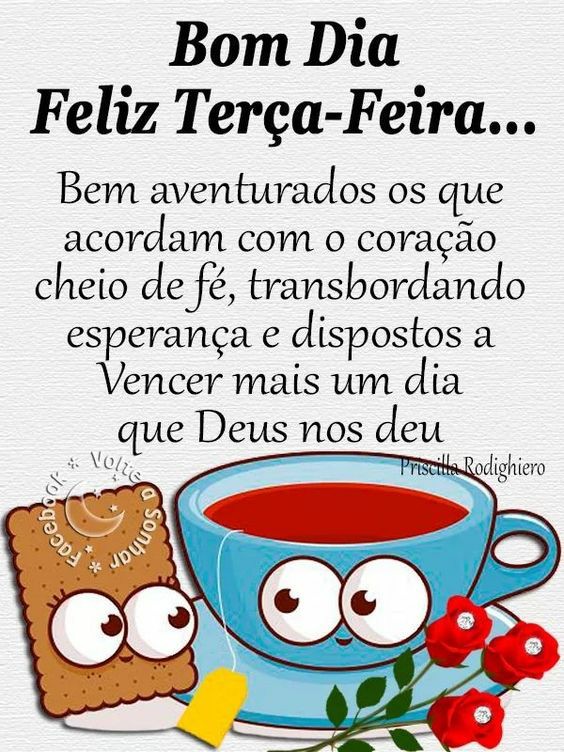 Bom Dia
Feliz Terça-Feira...
Bem aventurados os que
acordam com o coração
cheio de fé, transbordando
esperança e dispostos a
Vencer mais um dia
que Deus nos deu
Priscilla Rodighiero
Facebook * Volte a Sonhar *